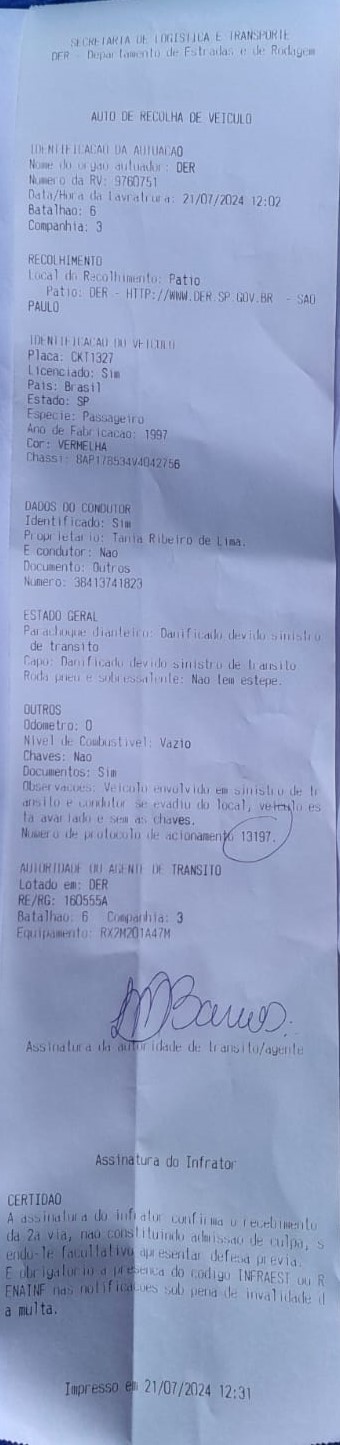 SECRETARIA DE LOGISTICA E TRANSPORTE
DER - Departamento de Estradas e de Rodagem
AUTO DE RECOLHA DE VEICULO
IDENTIFICACAO DA AUTUACAO
Nome do orgao autuador: DER
Numero da RV: 9760751
Data/Hora da Lavratura: 21/07/2024 12:02
Batalhao: 6
Companhia: 3
RECOLHIMENTO
Local do Recolhimento: Patio
Patio: DER - HTTP://WWW.DER.SP.GOV.BR - SAO
PAULO
IDENTIFICACAO DO VEICULO
Placa: CKT1327
Licenciado: Sim
Pais: Brasil
Estado: SP
Especie: Passageiro
Ano de Fabricacao: 1997
Cor: VERMELHA
Chassi: 8AP178534V4042756
DADOS DO CONDUTOR
Identificado: Sim
Proprietario: Tania Ribeiro de Lima.
E condutor: Nao
Documento: Outros
Numero: 38413741823
ESTADO GERAL
Parachoque dianteiro: Danificado devido sinistro
de transito
Capo: Danificado devido sinistro de transito
Roda pneu e sobressalente: Nao tem estepe.
OUTROS
Odometro: 0
Nivel de Combustivel: Vazio
Chaves: Nao
Documentos: Sim
Observacoes: Veiculo envolvido em sinistro de tr
ansito e condutor se evadiu do local, veiculo es
ta avariado e sem as chaves.
Numero de protocolo de acionamento 13197.
AUTORIDADE OU AGENTE DE TRANSITO
Lotado em: DER
RE/RG: 160555A
Batalhao: 6 Companhia: 3
Equipamento: RX2M201A47M
Assinatura da autoridade de transito/agente
Assinatura do Infrator
CERTIDAO
A assinatura do infrator confirma o recebimento
da 2a via, nao constituindo admissao de culpa, s
endo-le facultativo apresentar defesa previa.
E obrigatorio a presenca do codigo INFRAEST ou R
ENAINF nas notificacoes sob pena de invalidade d
a multa.
Impresso em 21/07/2024 12:31